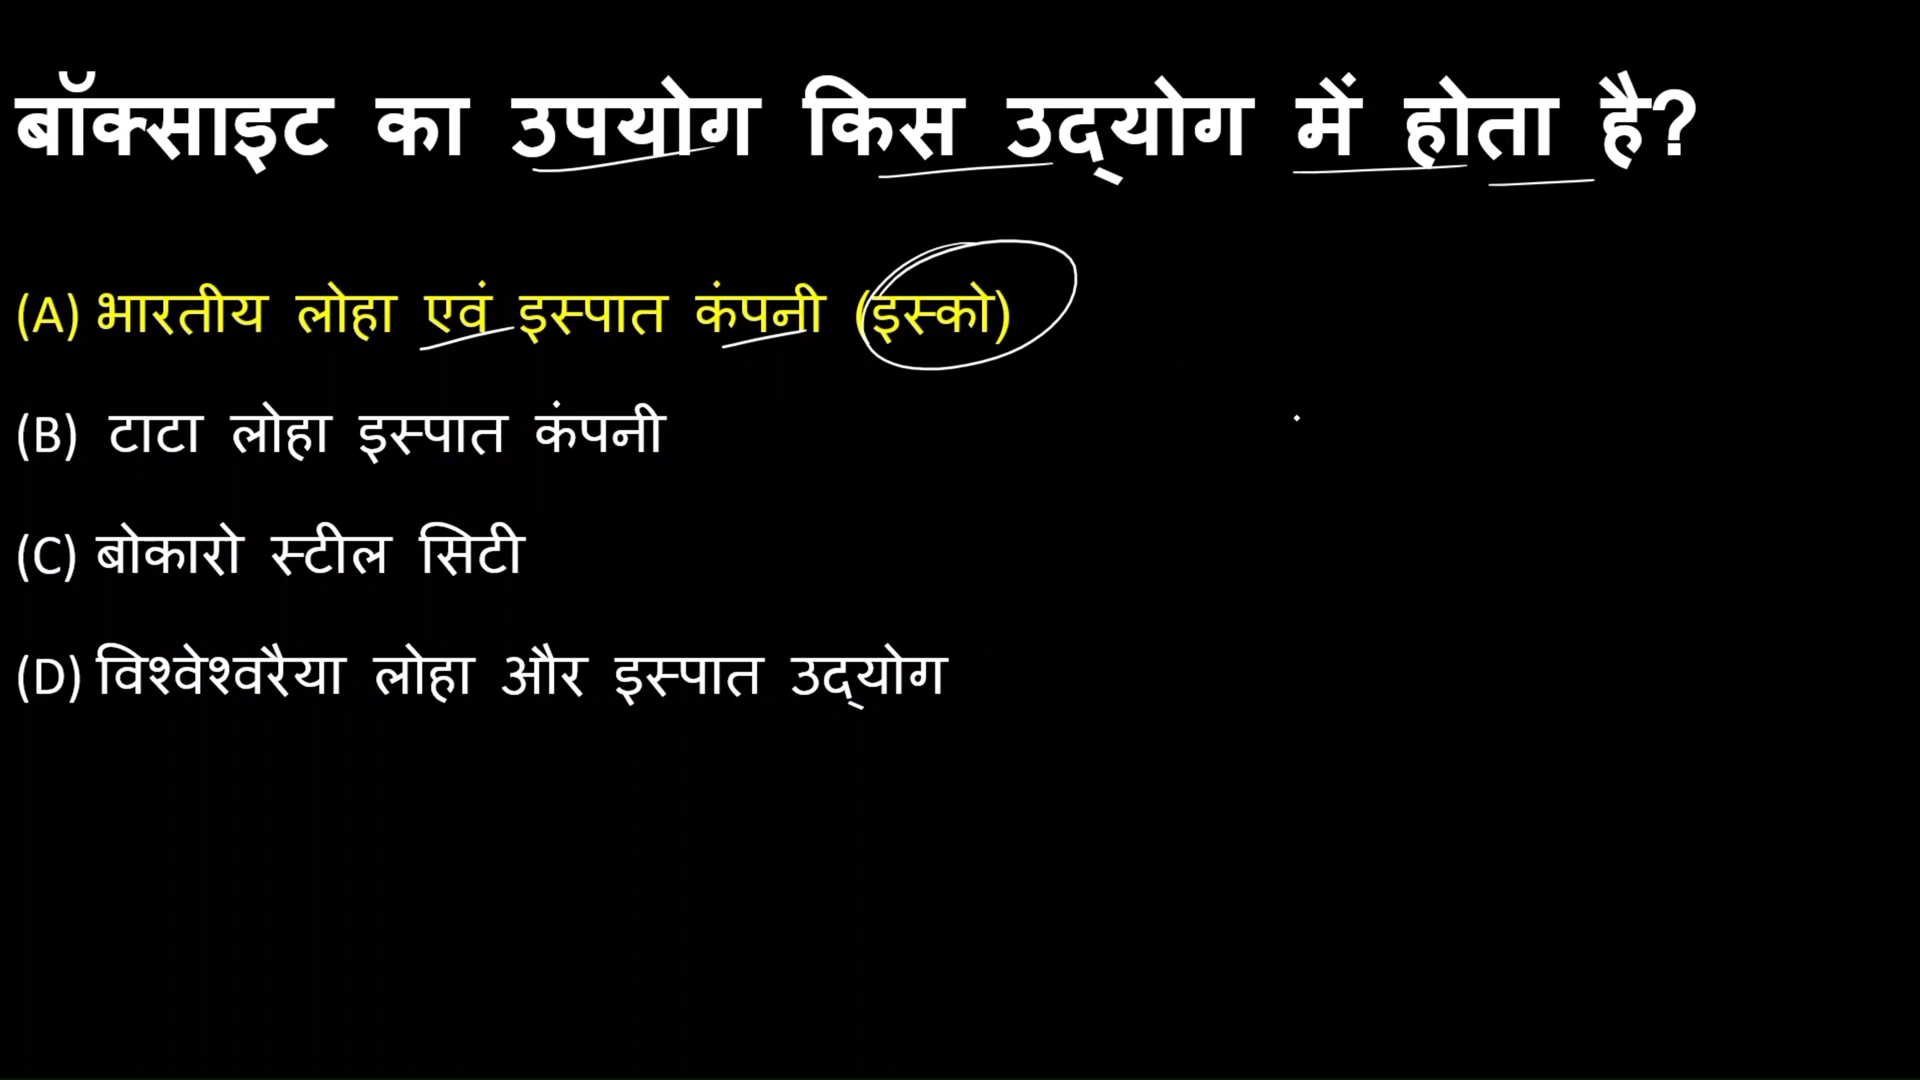 बॉक्साइट का उपयोग किस उद्‌योग में होता है?
(A) भारतीय लोहा एवं इस्पात कंपनी (इस्को)
(B) टाटा लोहा इस्पात कंपनी
(C) बोकारो स्टील सिटी
(D) विश्वेश्वरैया लोहा और इस्पात उद्‌योग